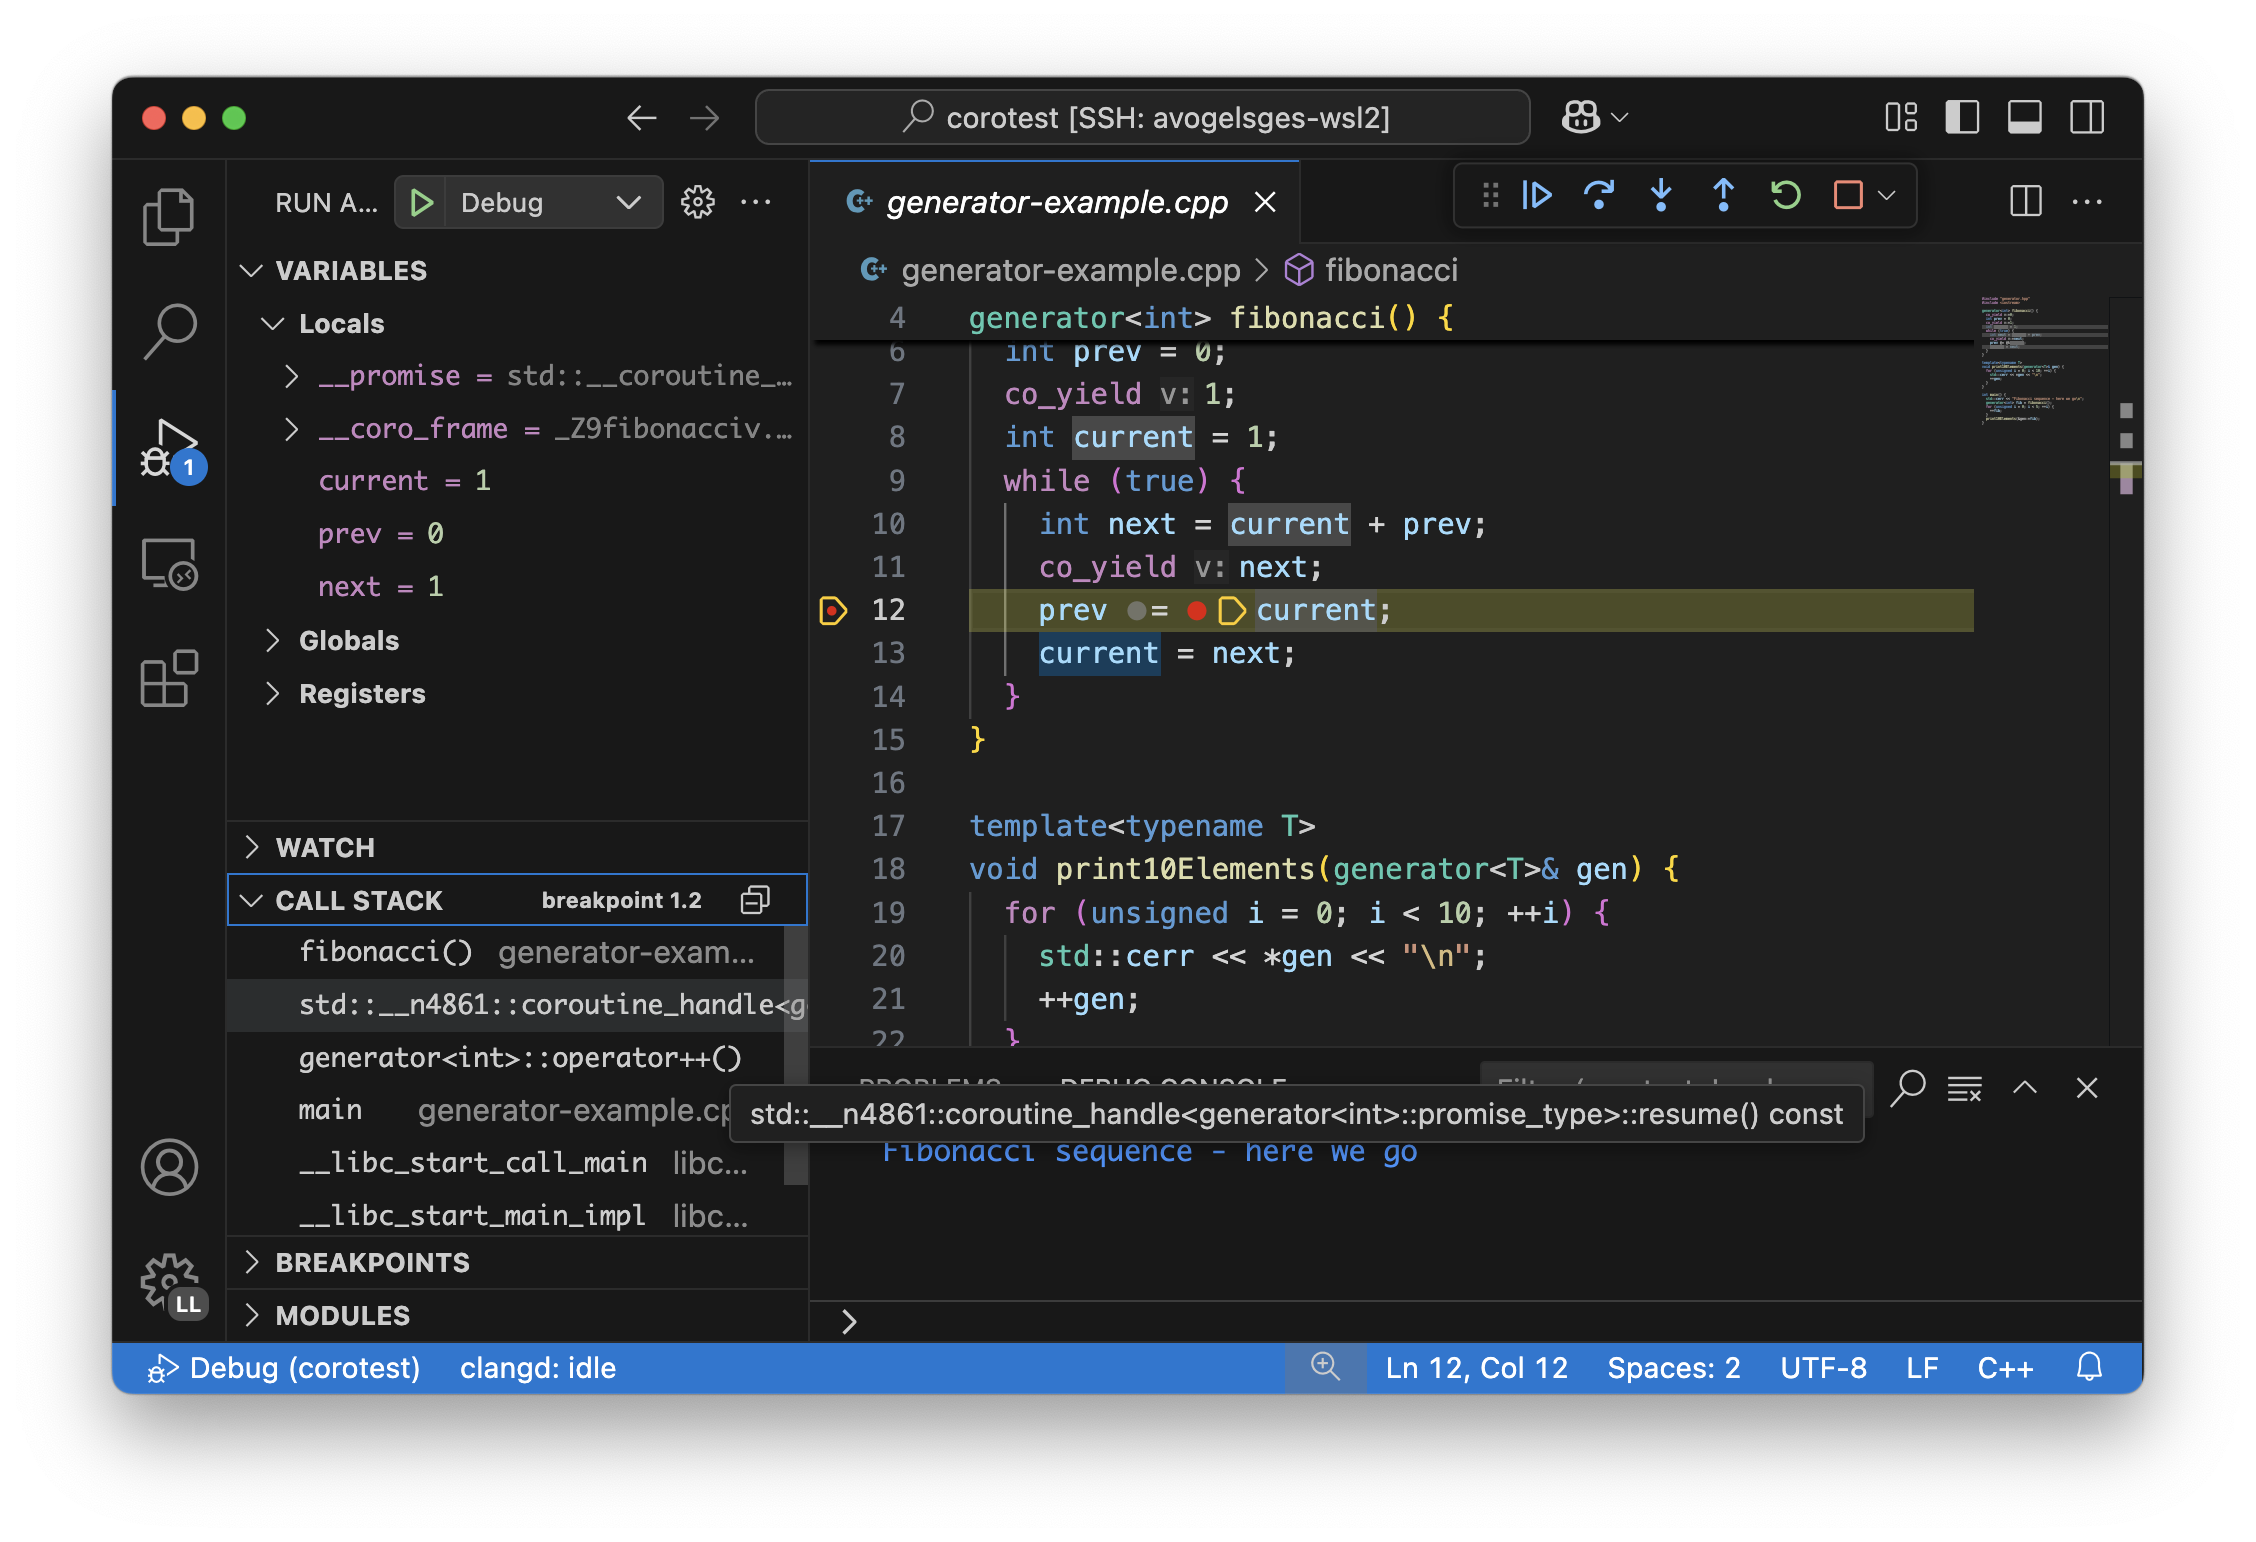 corotest [SSH: avogelsges-wsl2]
RUN A... Debug
VARIABLES
Locals
__promise = std::__coroutine_...
__coro_frame = _Z9fibonacciv....
current = 1
prev = 0
next = 1
Globals
Registers
WATCH
CALL STACK breakpoint 1.2
fibonacci() generator-exam...
std::__n4861::coroutine_handle<g
generator<int>::operator++()
main generator-example.cp
__libc_start_call_main libc...
__libc_start_main_impl libc...
BREAKPOINTS
MODULES
1
LL
generator-example.cpp
generator-example.cpp > fibonacci
4 generator<int> fibonacci() {
6 int prev = 0;
7 co_yield v: 1;
8 int current = 1;
9 while (true) {
10 int next = current + prev;
11 co_yield v: next;
12 prev = current;
13 current = next;
14 }
15 }
16
17 template<typename T>
18 void print10Elements(generator<T>& gen) {
19 for (unsigned i = 0; i < 10; ++i) {
20 std::cerr << *gen << "\n";
21 ++gen;
22 }
PROBLEMS DEBUG CONSOLE
std::__n4861::coroutine_handle<generator<int>::promise_type>::resume() const
Fibonacci sequence - here we go
Debug (corotest) clangd: idle Ln 12, Col 12 Spaces: 2 UTF-8 LF C++